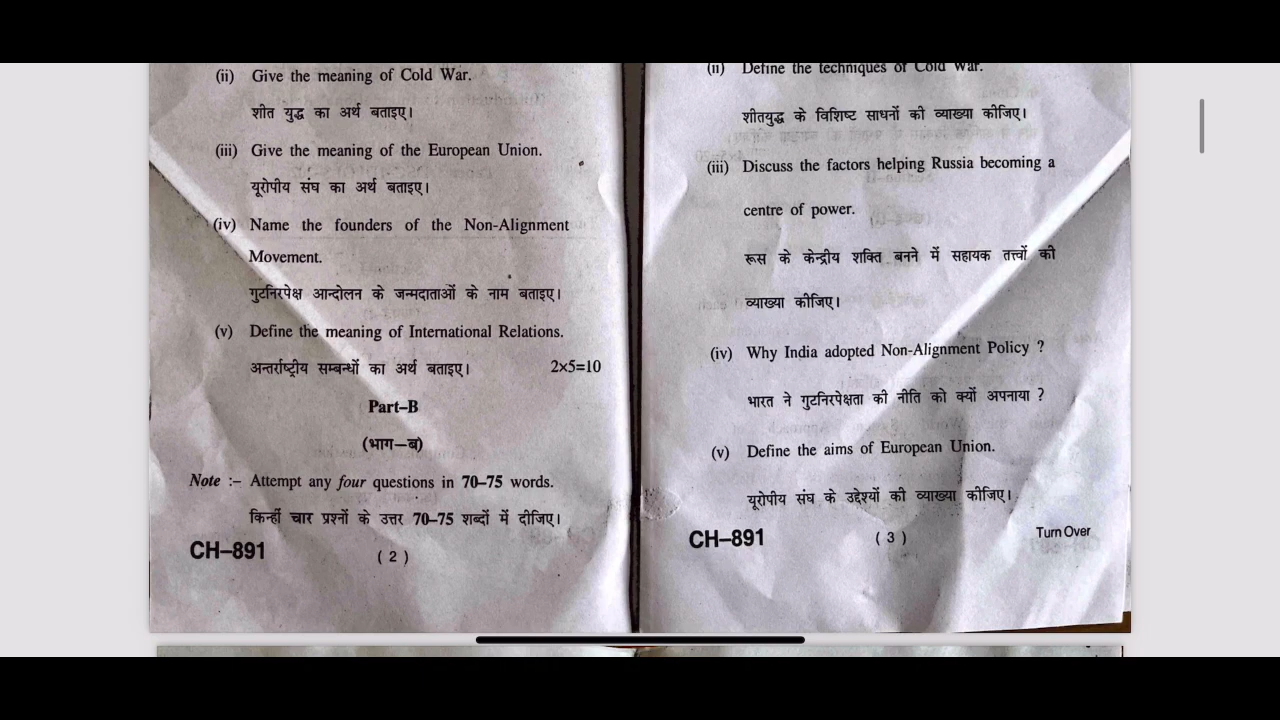 (ii) Give the meaning of Cold War.
शीत युद्ध का अर्थ बताइए।
(iii) Give the meaning of the European Union.
यूरोपीय संघ का अर्थ बताइए।
(iv) Name the founders of the Non-Alignment
Movement.
गुटनिरपेक्ष आन्दोलन के जन्मदाताओं के नाम बताइए।
(v) Define the meaning of International Relations.
अन्तर्राष्ट्रीय सम्बन्धों का अर्थ बताइए। 2×5=10
Part–B
(भाग–ब)
Note :– Attempt any four questions in 70–75 words.
किन्हीं चार प्रश्नों के उत्तर 70–75 शब्दों में दीजिए।
CH–891 ( 2 )
(ii) Define the techniques of Cold War.
शीतयुद्ध के विशिष्ट साधनों की व्याख्या कीजिए।
(iii) Discuss the factors helping Russia becoming a
centre of power.
रूस के केन्द्रीय शक्ति बनने में सहायक तत्त्वों की
व्याख्या कीजिए।
(iv) Why India adopted Non-Alignment Policy ?
भारत ने गुटनिरपेक्षता की नीति को क्यों अपनाया ?
(v) Define the aims of European Union.
यूरोपीय संघ के उद्देश्यों की व्याख्या कीजिए।
CH–891 ( 3 ) Turn Over